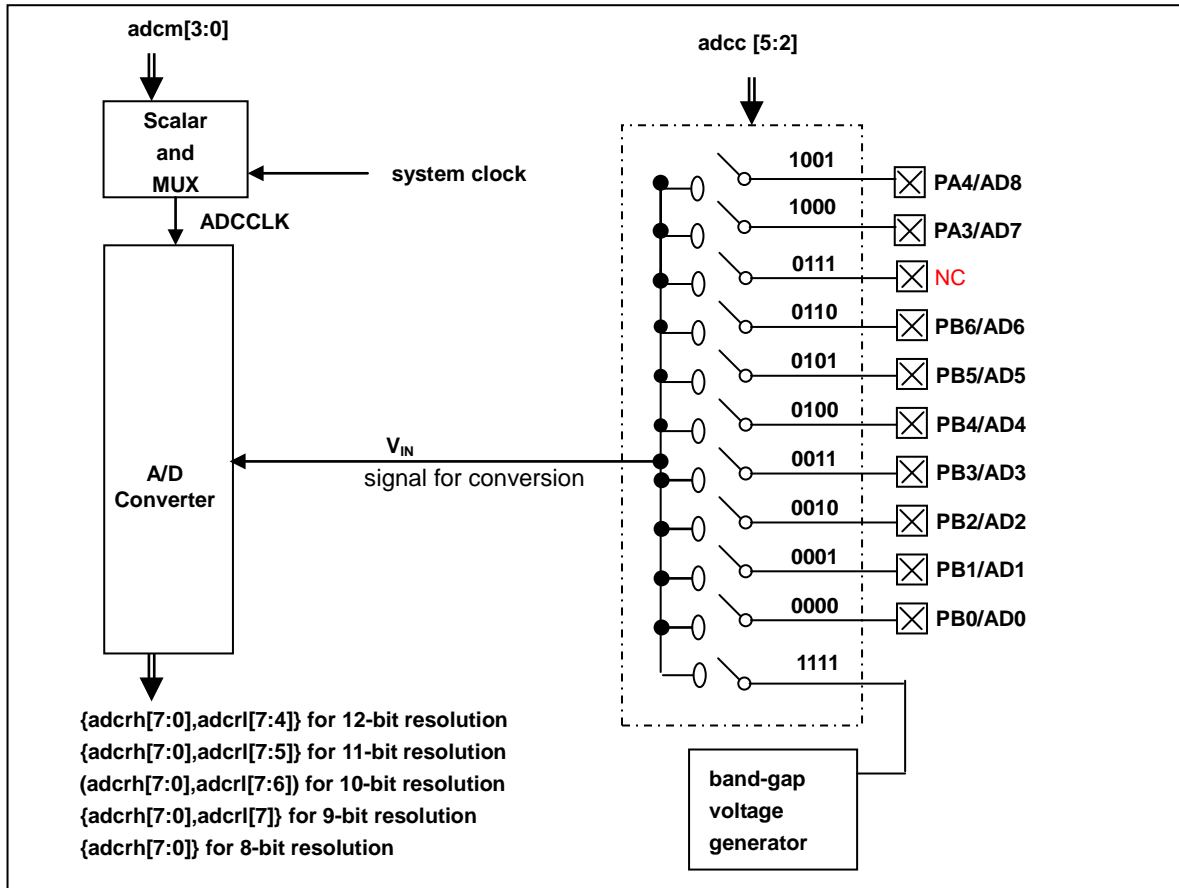 adcm[3:0]
adcc [5:2]
Scalar
and
MUX
system clock
ADCCLK
1001
PA4/AD8
1000
PA3/AD7
0111
NC
0110
PB6/AD6
0101
PB5/AD5
0100
PB4/AD4
0011
PB3/AD3
0010
PB2/AD2
0001
PB1/AD1
0000
PB0/AD0
1111
VIN
signal for conversion
A/D
Converter
{adcrh[7:0],adcrl[7:4]} for 12-bit resolution
{adcrh[7:0],adcrl[7:5]} for 11-bit resolution
(adcrh[7:0],adcrl[7:6]) for 10-bit resolution
{adcrh[7:0],adcrl[7]} for 9-bit resolution
{adcrh[7:0]} for 8-bit resolution
band-gap
voltage
generator